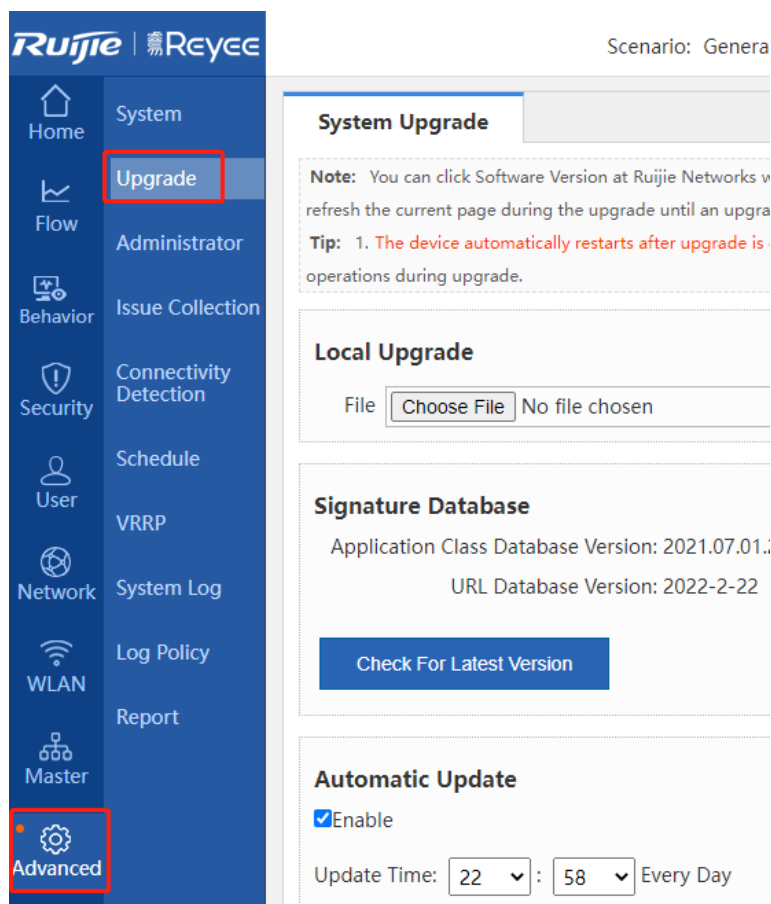 Ruijie Reyee
Scenario: Genera
Home
Flow
Behavior
Security
User
Network
WLAN
Master
Advanced
System
Upgrade
Administrator
Issue Collection
Connectivity
Detection
Schedule
VRRP
System Log
Log Policy
Report
System Upgrade
Note: You can click Software Version at Ruijie Networks w
refresh the current page during the upgrade until an upgra
Tip: 1. The device automatically restarts after upgrade is
operations during upgrade.
Local Upgrade
File Choose File No file chosen
Signature Database
Application Class Database Version: 2021.07.01.2
URL Database Version: 2022-2-22
Check For Latest Version
Automatic Update
Enable
Update Time: 22 : 58 Every Day